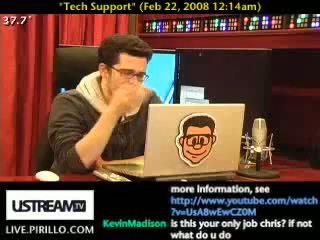 "Tech Support" (Feb 22, 2008 12:14am)
37.7°
USTREAM TV
LIVE.PIRILLO.COM
more information, see
http://www.youtube.com/watch
?v=UsA8wEwCZ0M
KevinMadison is this your only job chris? if not
what do u do